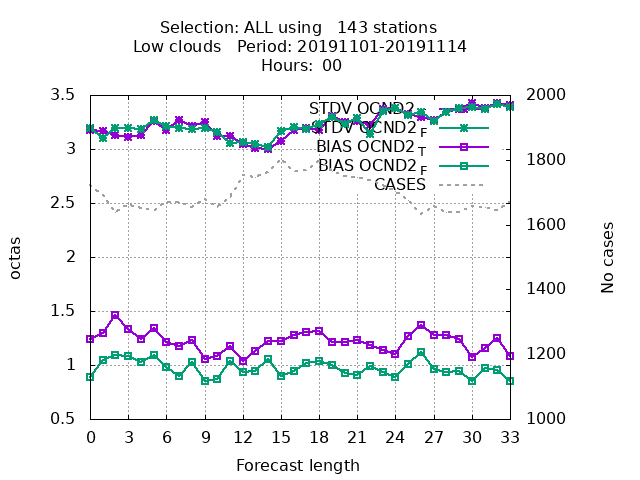 Selection: ALL using   143 stations
Low clouds   Period: 20191101-20191114
Hours:  00
3.5
3
2.5
2
1.5
1
0.5
2000
1800
1600
1400
1200
1000
STDV OCND2
STDV OCND2 F
BIAS OCND2 T
BIAS OCND2 F
CASES
octas
No cases
0 3 6 9 12 15 18 21 24 27 30 33
Forecast length